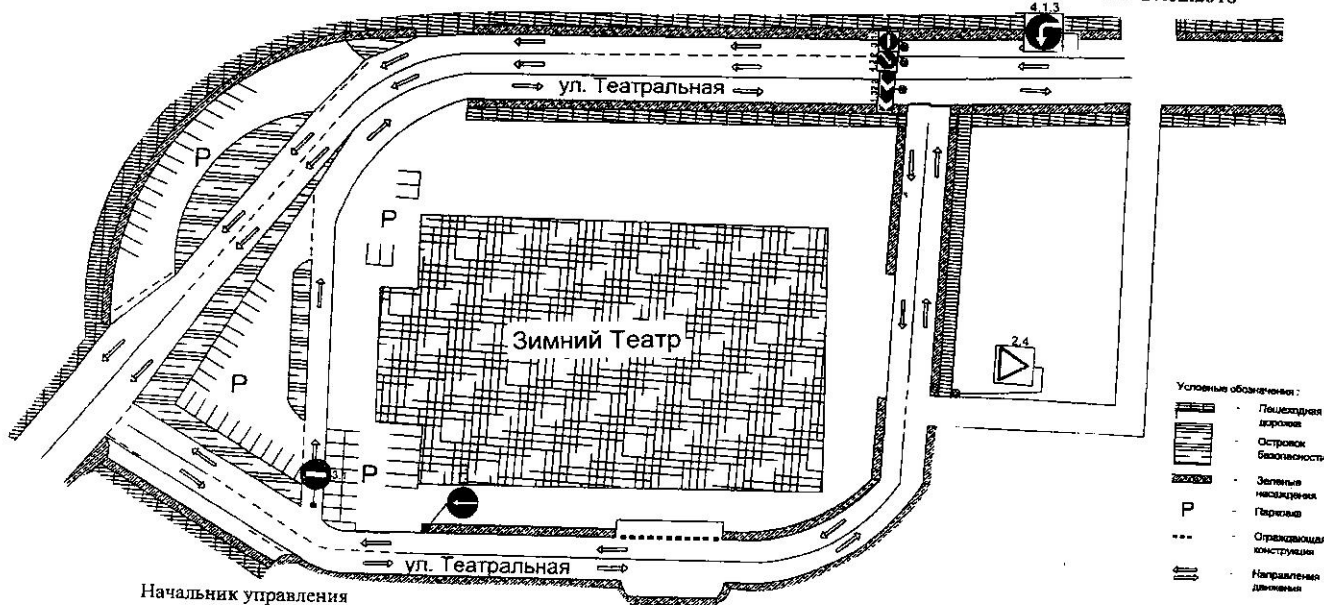 4.1.3
ул. Театральная
P
P
Зимний Театр
2.4
P
3.1
P
ул. Театральная
Начальник управления
Условные обозначения :
- Пешеходная
дорожка
- Островок
безопасности
- Зеленые
насаждения
P - Парковка
- Ограждающая
конструкция
- Направления
движения